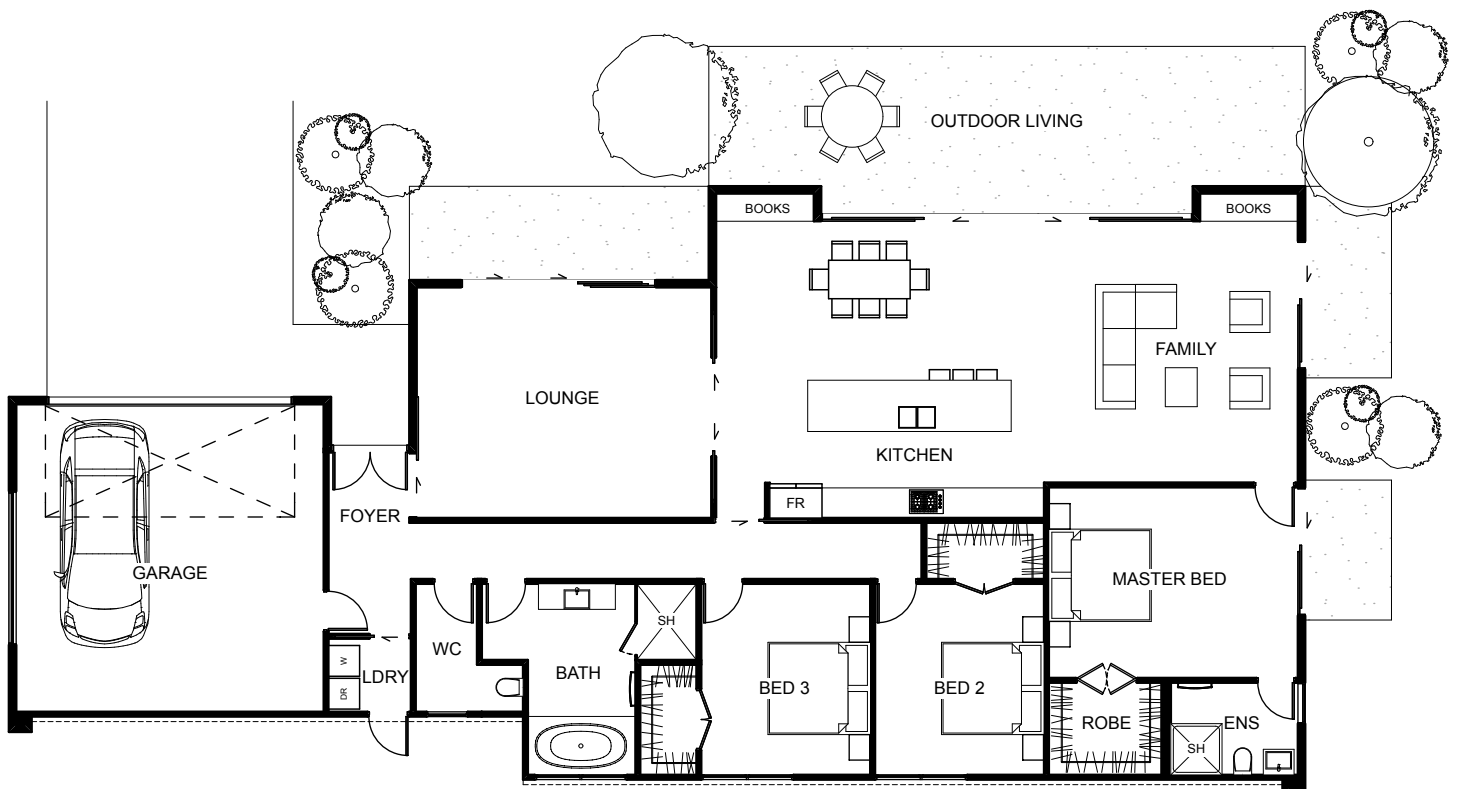 OUTDOOR LIVING
BOOKS
BOOKS
FAMILY
LOUNGE
KITCHEN
FR
FOYER
GARAGE
MASTER BED
SH
WC
W
LDRY
DR
BATH
BED 3
BED 2
ROBE
ENS
SH